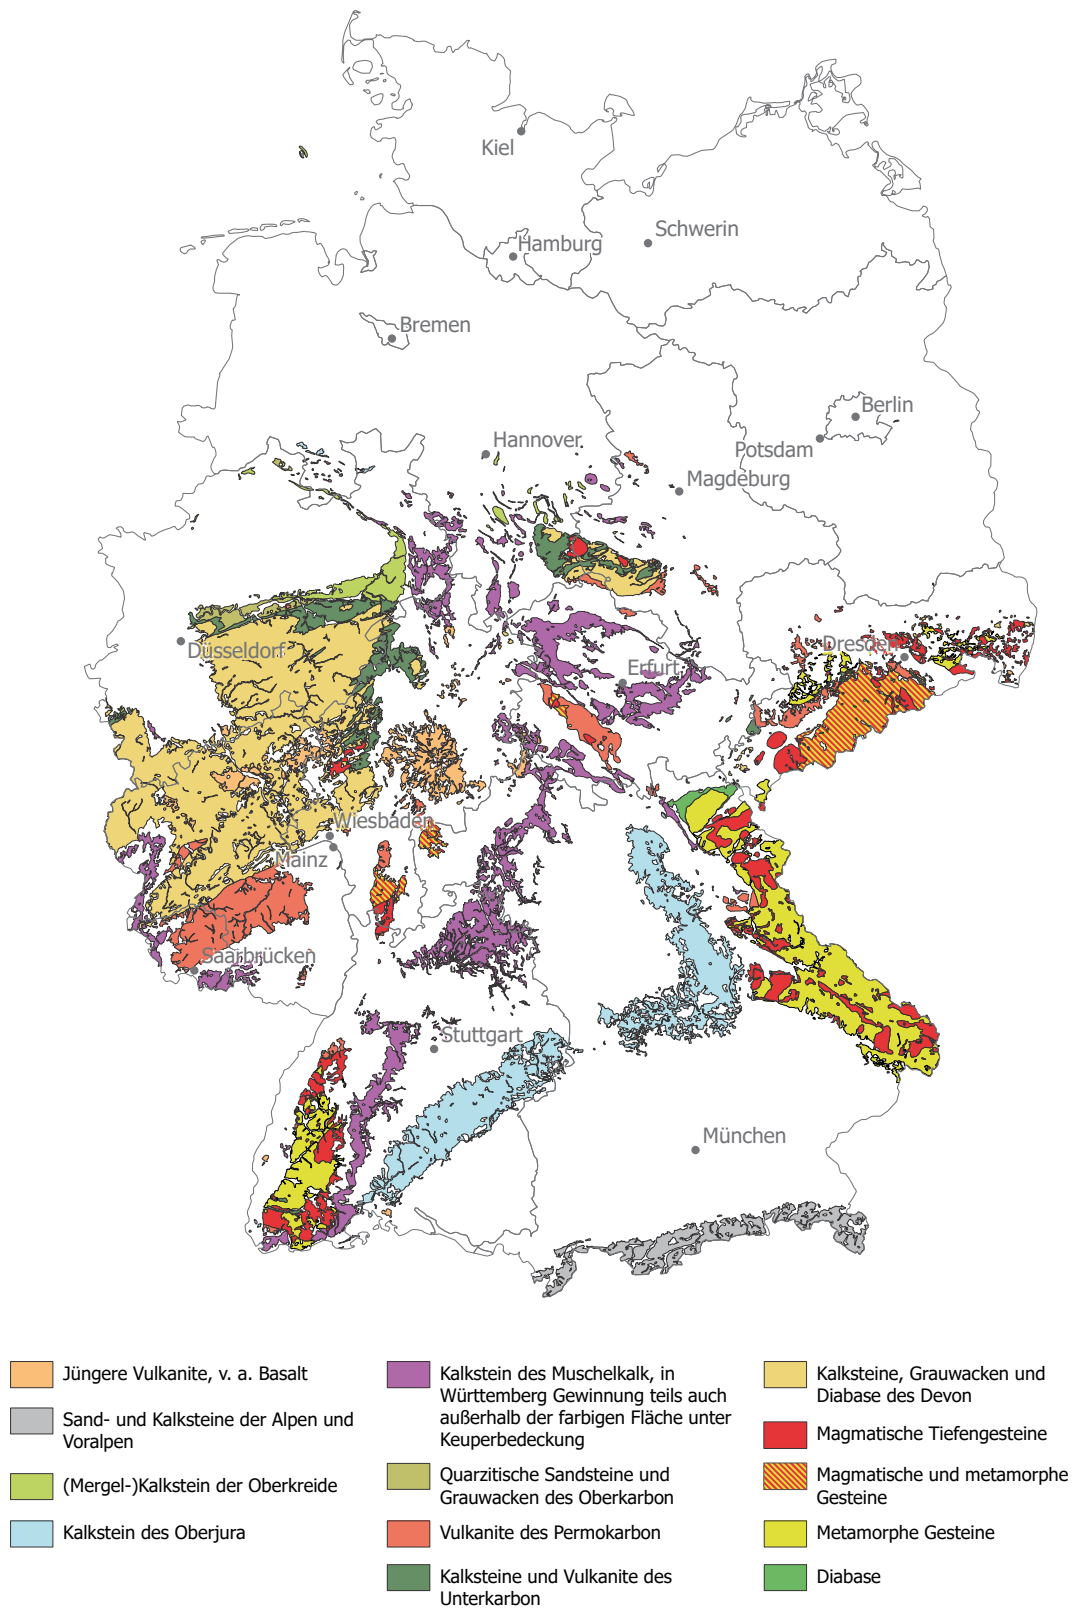 Kiel
Schwerin
Hamburg
Bremen
Berlin
Potsdam
Hannover
Magdeburg
Düsseldorf
Dresden
Erfurt
Wiesbaden
Mainz
Saarbrücken
Stuttgart
München
Jüngere Vulkanite, v. a. Basalt
Sand- und Kalksteine der Alpen und
Voralpen
(Mergel-)Kalkstein der Oberkreide
Kalkstein des Oberjura
Kalkstein des Muschelkalk, in
Württemberg Gewinnung teils auch
außerhalb der farbigen Fläche unter
Keuperbedeckung
Quarzitische Sandsteine und
Grauwacken des Oberkarbon
Vulkanite des Permokarbon
Kalksteine und Vulkanite des
Unterkarbon
Kalksteine, Grauwacken und
Diabase des Devon
Magmatische Tiefengesteine
Magmatische und metamorphe
Gesteine
Metamorphe Gesteine
Diabase